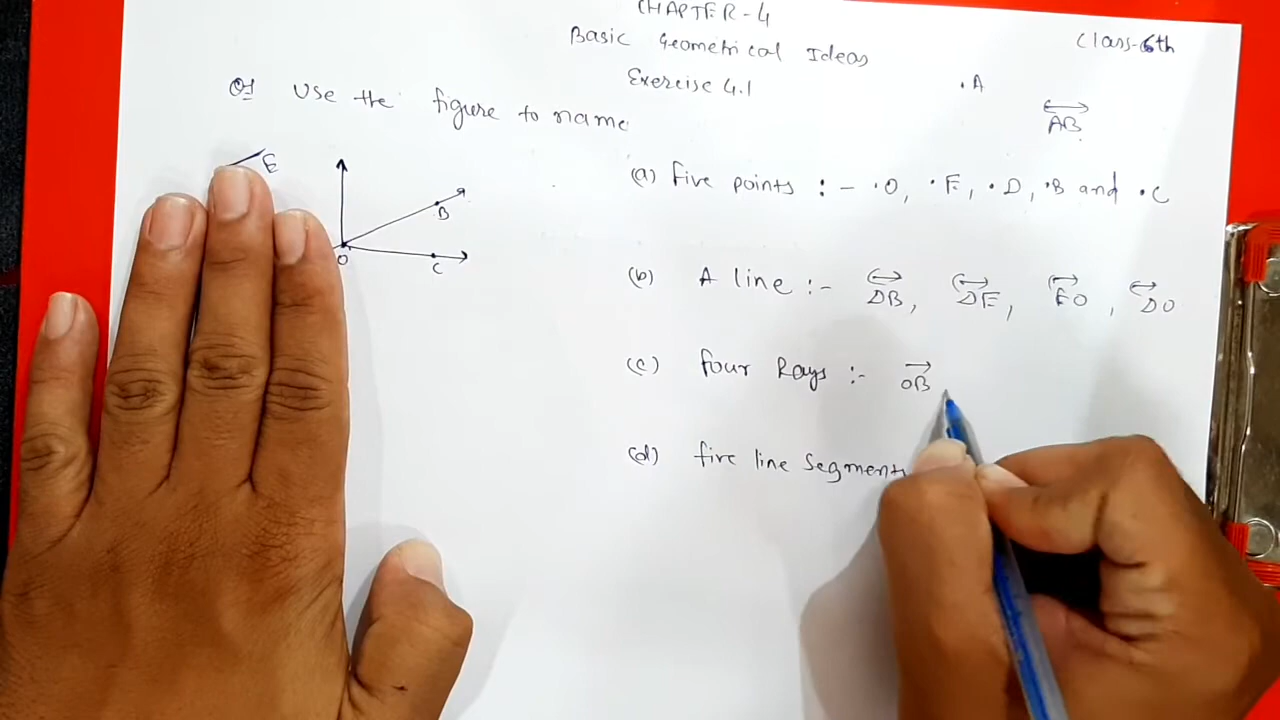 CHAPTER-4
Basic Geometrical Ideas
Class-6th
Exercise 4.1
.A
AB
Q1 Use the figure to name
E
B
O
C
(a) Five points :- .O, .E, .D, .B and .C
(b) A line :- DB, DE, EO, DO
(c) Four Rays :- OB
(d) five line segments